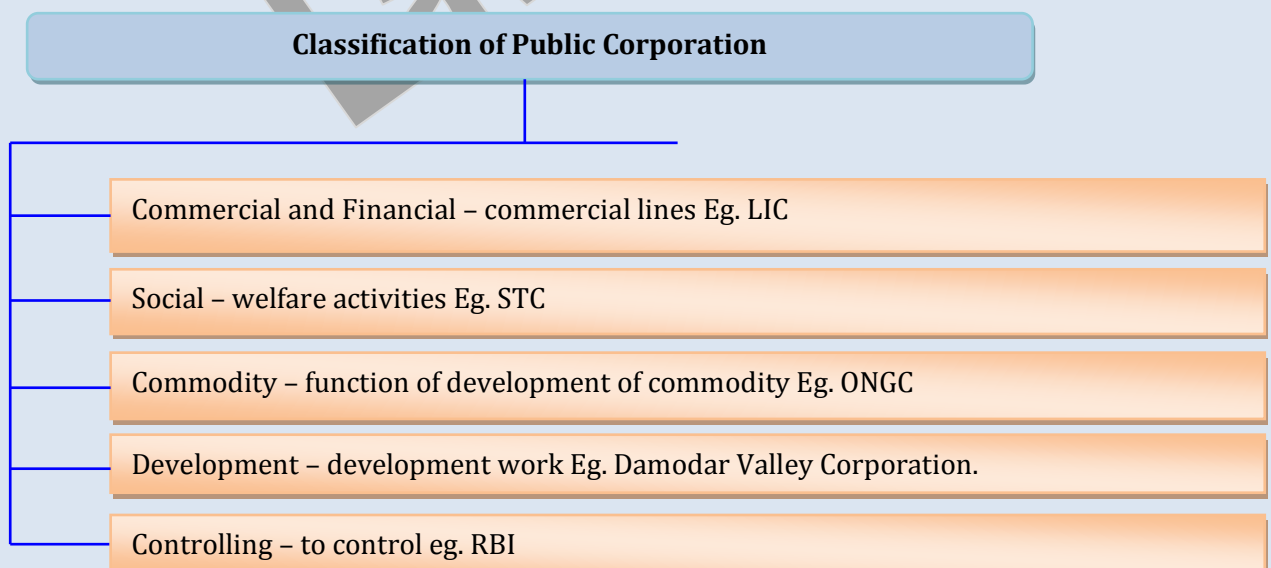 Classification of Public Corporation
Commercial and Financial – commercial lines Eg. LIC
Social – welfare activities Eg. STC
Commodity – function of development of commodity Eg. ONGC
Development – development work Eg. Damodar Valley Corporation.
Controlling – to control eg. RBI